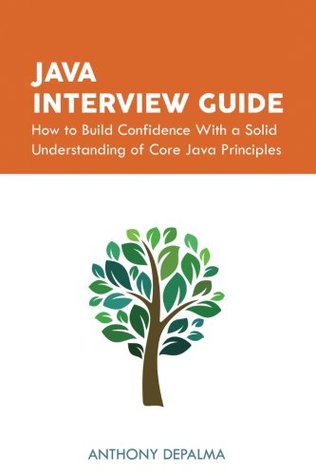 JAVA
INTERVIEW GUIDE
How to Build Confidence With a Solid
Understanding of Core Java Principles
ANTHONY DEPALMA